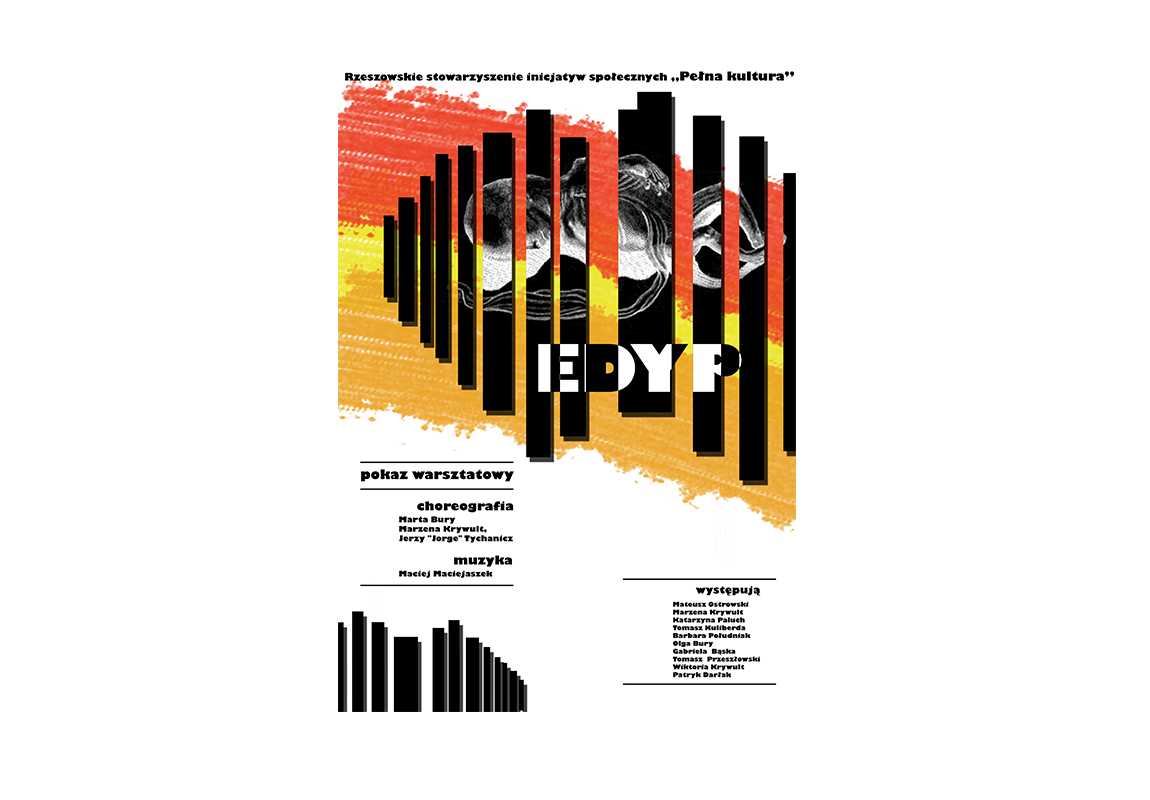 Rzeszowskie stowarzyszenie inicjatyw społecznych ,,Pełna kultura”
EDYP
pokaz warsztatowy
choreografia
Marta Bury
Marzena Krywult,
Jerzy "Jorge" Tychanicz
muzyka
Maciej Maciejaszek
występują
Mateusz Ostrowski
Marzena Krywult
Katarzyna Paluch
Tomasz Kuliberda
Barbara Południak
Olga Bury
Gabriela Bąska
Tomasz Przeszłowski
Wiktoria Krywult
Patryk Darłak